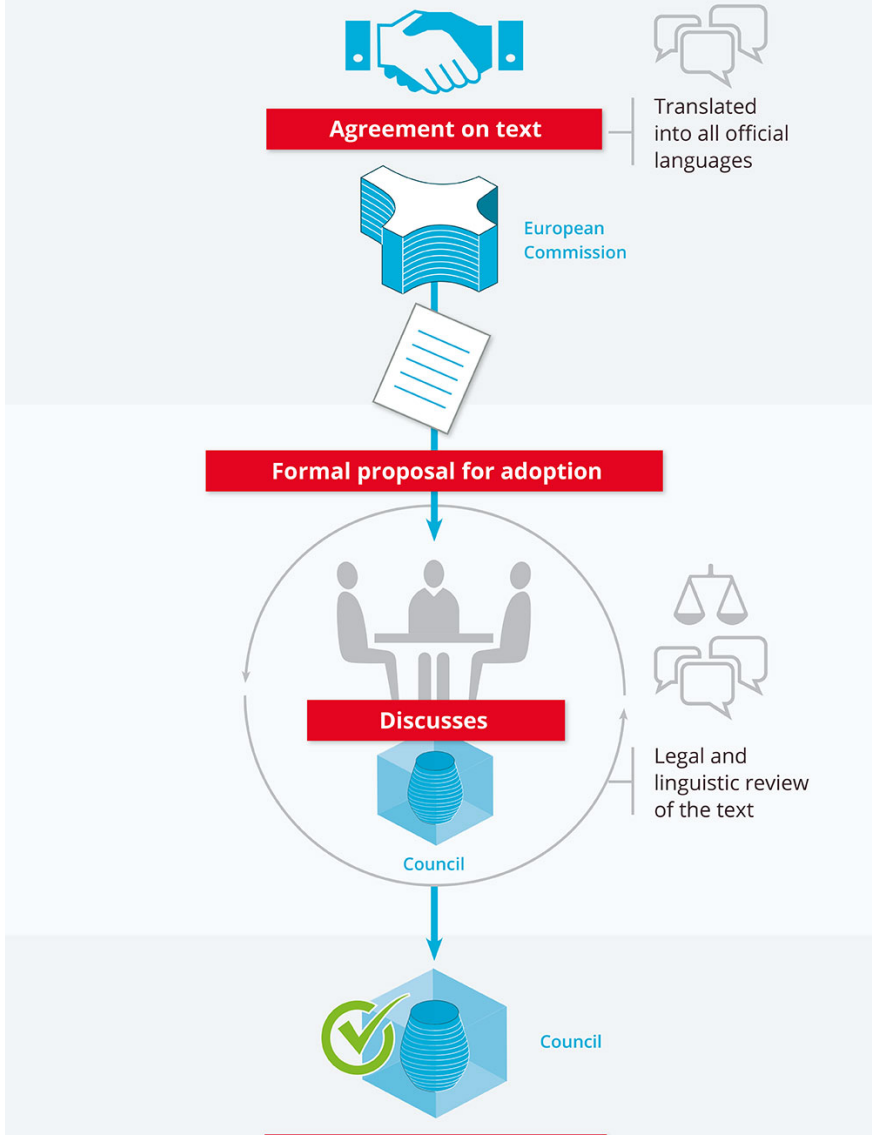 Agreement on text
Translated
into all official
languages
European
Commission
Formal proposal for adoption
Discusses
Legal and
linguistic review
of the text
Council
Council